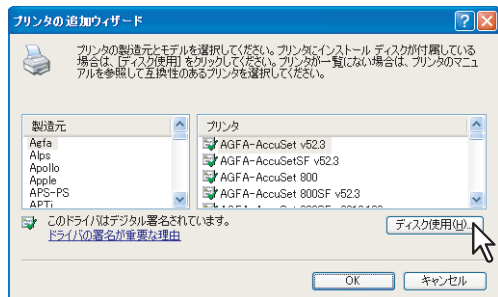 プリンタの追加ウィザード
プリンタの製造元とモデルを選択してください。プリンタにインストール ディスクが付属している
場合は、[ディスク使用] をクリックしてください。プリンタが一覧にない場合は、プリンタのマニュ
アルを参照して互換性のあるプリンタを選択してください。
製造元
Agfa
Alps
Apollo
Apple
APS-PS
APTi
プリンタ
AGFA-AccuSet v52.3
AGFA-AccuSetSF v52.3
AGFA-AccuSet 800
AGFA-AccuSet 800SF v52.3
このドライバはデジタル署名されています。
ドライバの署名が重要な理由
ディスク使用(H)...
OK
キャンセル